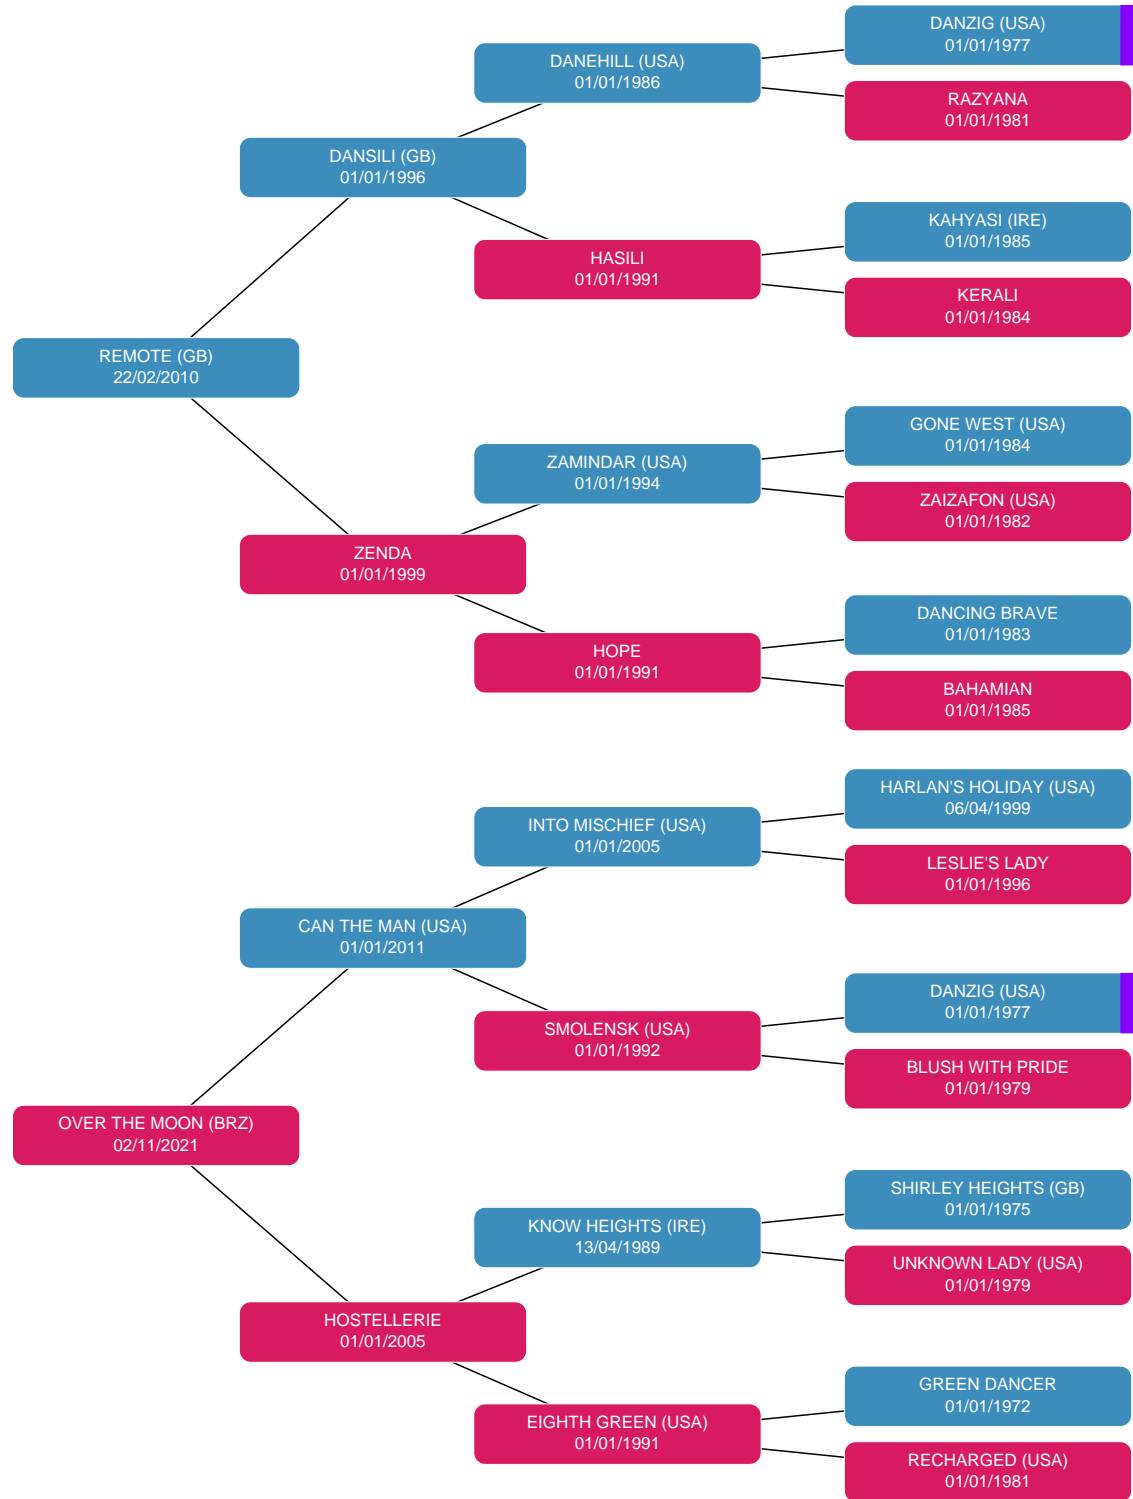 DANZIG (USA)
01/01/1977
DANEHILL (USA)
01/01/1986
RAZYANA
01/01/1981
DANSILI (GB)
01/01/1996
KAHYASI (IRE)
01/01/1985
HASILI
01/01/1991
KERALI
01/01/1984
REMOTE (GB)
22/02/2010
GONE WEST (USA)
01/01/1984
ZAMINDAR (USA)
01/01/1994
ZAIZAFON (USA)
01/01/1982
ZENDA
01/01/1999
DANCING BRAVE
01/01/1983
HOPE
01/01/1991
BAHAMIAN
01/01/1985
HARLAN'S HOLIDAY (USA)
06/04/1999
INTO MISCHIEF (USA)
01/01/2005
LESLIE'S LADY
01/01/1996
CAN THE MAN (USA)
01/01/2011
DANZIG (USA)
01/01/1977
SMOLENSK (USA)
01/01/1992
BLUSH WITH PRIDE
01/01/1979
OVER THE MOON (BRZ)
02/11/2021
SHIRLEY HEIGHTS (GB)
01/01/1975
KNOW HEIGHTS (IRE)
13/04/1989
UNKNOWN LADY (USA)
01/01/1979
HOSTELLERIE
01/01/2005
GREEN DANCER
01/01/1972
EIGHTH GREEN (USA)
01/01/1991
RECHARGED (USA)
01/01/1981